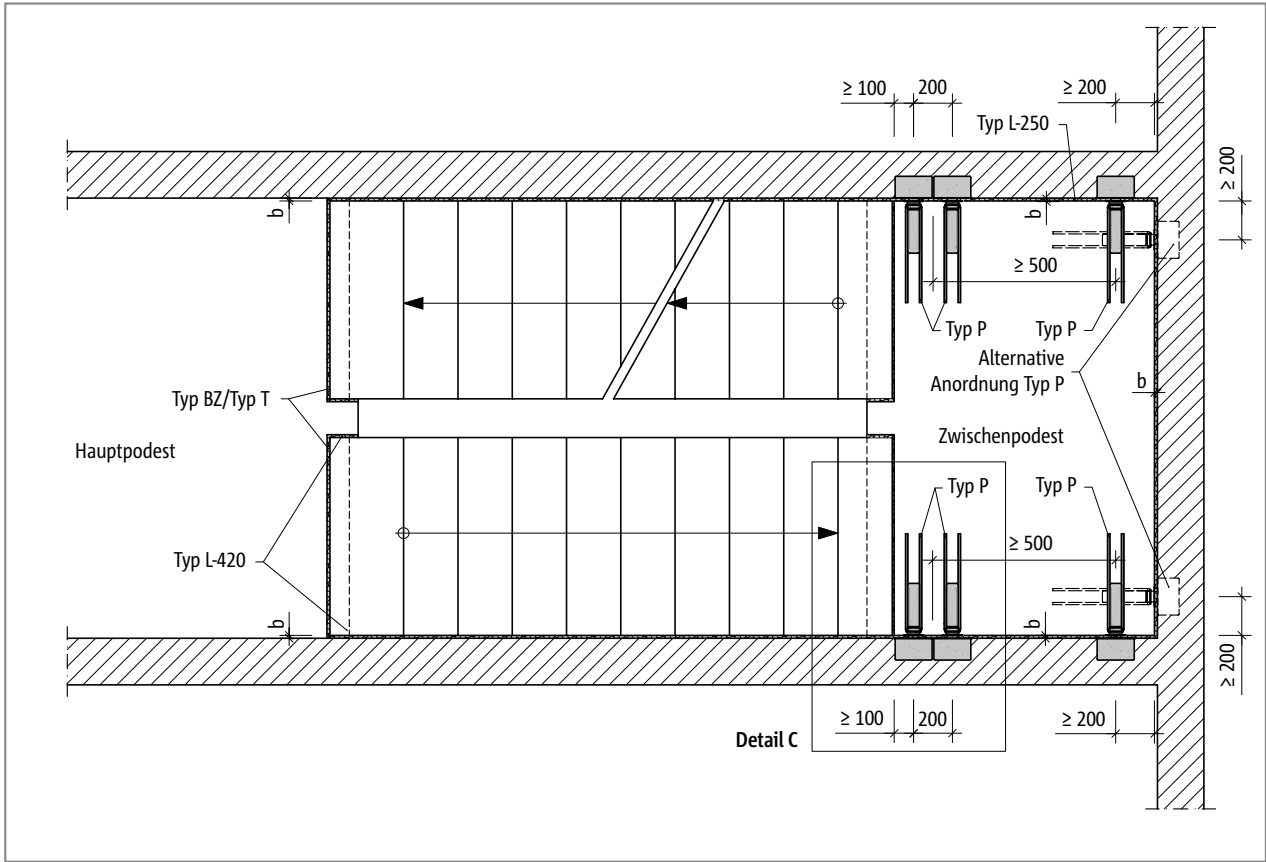 ≥ 100
200
≥ 200
Typ L-250
≥ 200
b
b
≥ 500
Typ P
Typ P
Alternative
Anordnung Typ P
b
Typ BZ/Typ T
Hauptpodest
Zwischenpodest
Typ P
Typ P
≥ 500
Typ L-420
b
b
≥ 200
≥ 100
200
≥ 200
Detail C